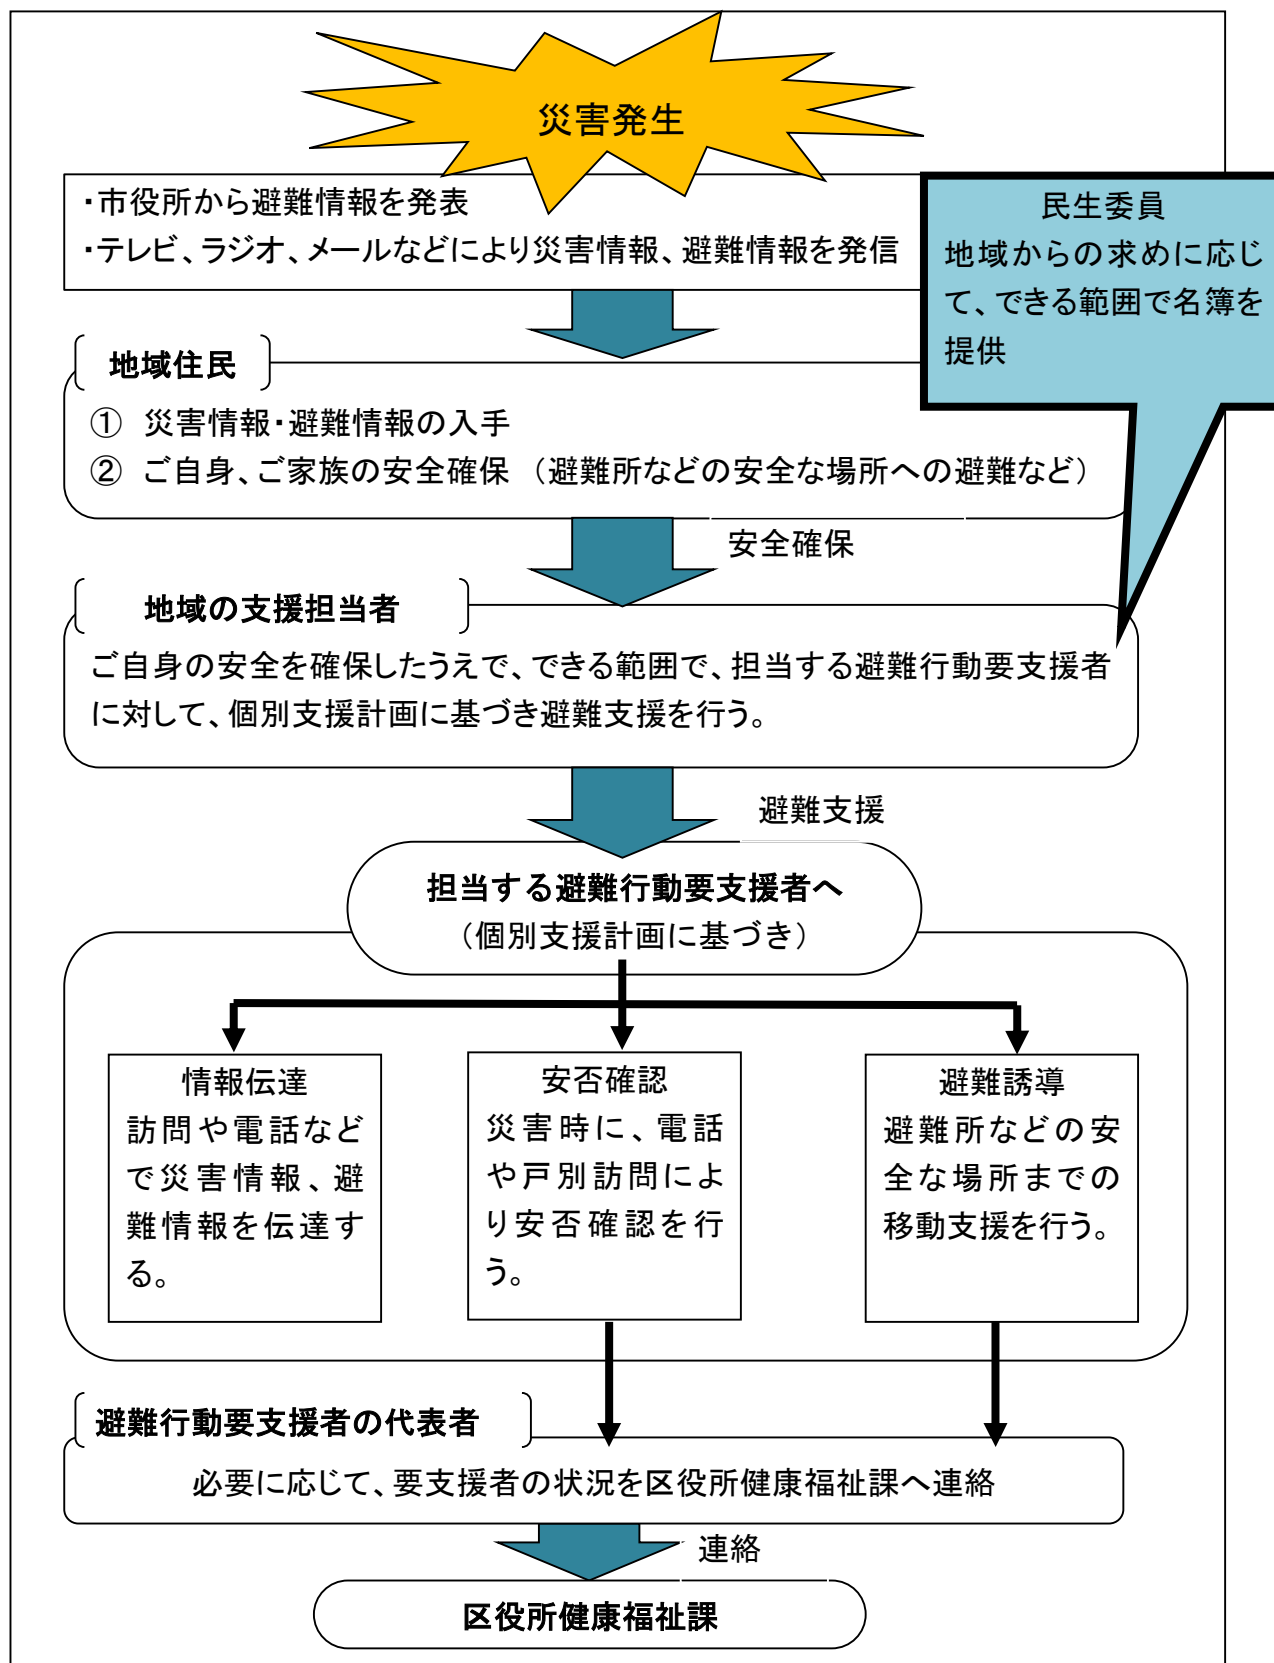 災害発生
・市役所から避難情報を発表
・テレビ、ラジオ、メールなどにより災害情報、避難情報を発信
民生委員
地域からの求めに応じ
て、できる範囲で名簿を
提供
地域住民
① 災害情報・避難情報の入手
② ご自身、ご家族の安全確保 （避難所などの安全な場所への避難など）
安全確保
地域の支援担当者
ご自身の安全を確保したうえで、できる範囲で、担当する避難行動要支援者
に対して、個別支援計画に基づき避難支援を行う。
避難支援
担当する避難行動要支援者へ
（個別支援計画に基づき）
情報伝達
訪問や電話など
で災害情報、避
難情報を伝達す
る。
安否確認
災害時に、電話
や戸別訪問によ
り安否確認を行
う。
避難誘導
避難所などの安
全な場所までの
移動支援を行う。
避難行動要支援者の代表者
必要に応じて、要支援者の状況を区役所健康福祉課へ連絡
連絡
区役所健康福祉課